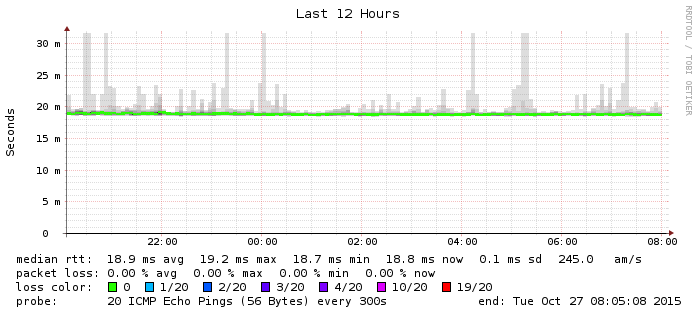 Last 12 Hours
RRDTOOL / TOBI OETIKER
Seconds
30 m
25 m
20 m
15 m
10 m
5 m
0
22:00 00:00 02:00 04:00 06:00 08:00
median rtt: 18.9 ms avg 19.2 ms max 18.7 ms min 18.8 ms now 0.1 ms sd 245.0 am/s
packet loss: 0.00 % avg 0.00 % max 0.00 % min 0.00 % now
loss color: 0 1/20 2/20 3/20 4/20 10/20 19/20
probe: 20 ICMP Echo Pings (56 Bytes) every 300s end: Tue Oct 27 08:05:08 2015